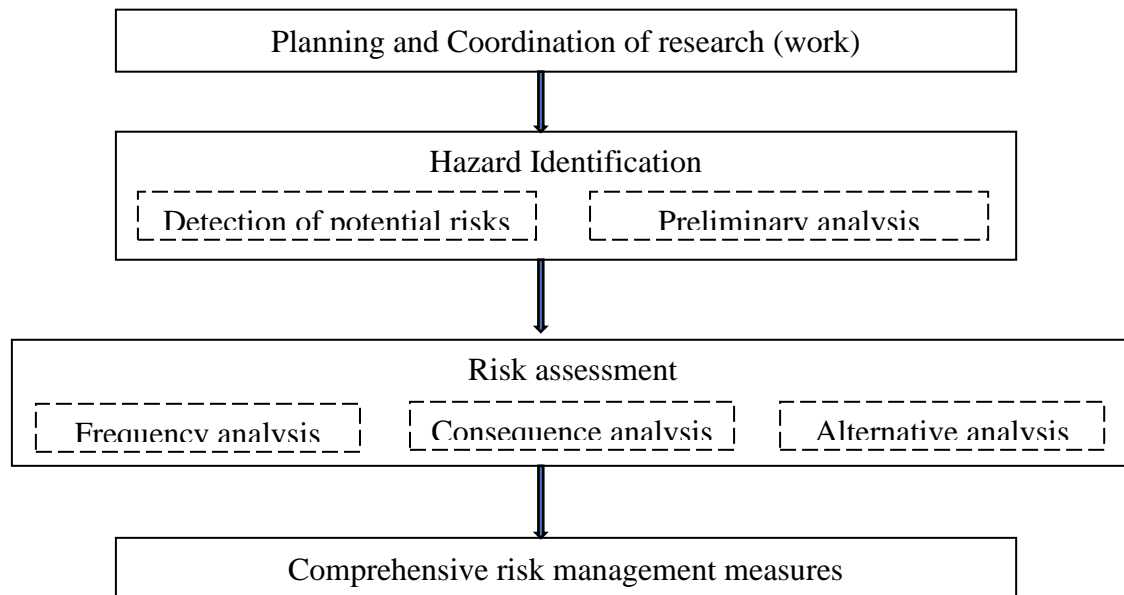 Planning and Coordination of research (work)
Hazard Identification
Detection of potential risks
Preliminary analysis
Risk assessment
Frequency analysis
Consequence analysis
Alternative analysis
Comprehensive risk management measures